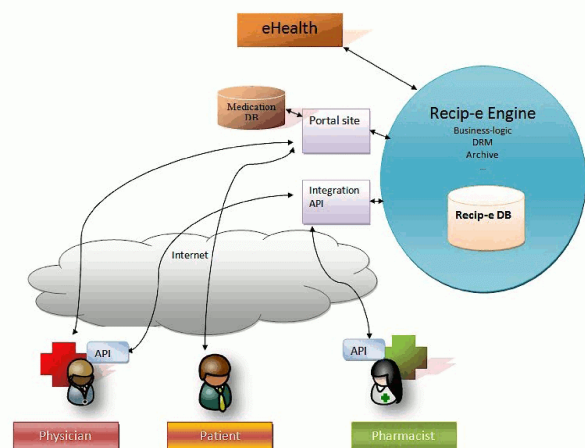 eHealth
Medication
DB
Portal site
Recip-e Engine
Business-logic
DRM
Archive
...
Integration
API
Recip-e DB
Internet
API
API
Physician
Patient
Pharmacist